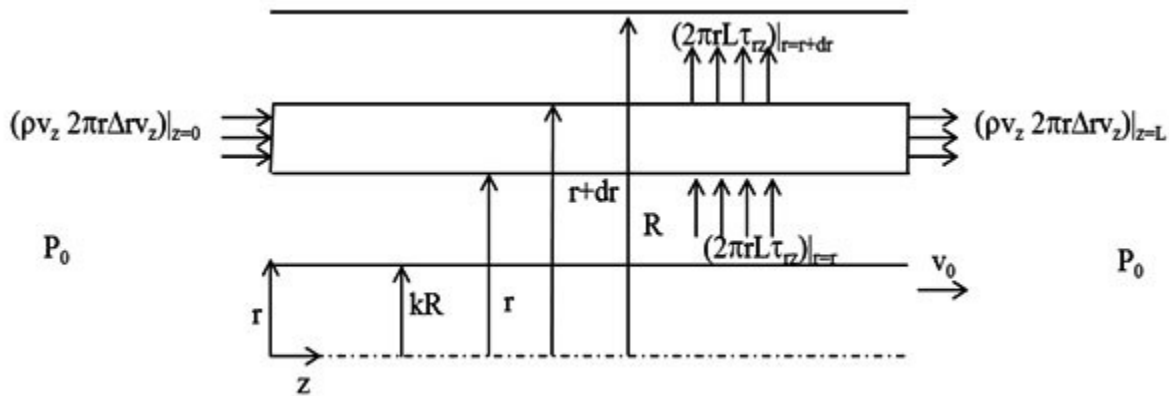 (2πrLτrz)|r=r+dr
(ρvz 2πrΔrvz)|z=0
(ρvz 2πrΔrvz)|z=L
r+dr
R
P0
(2πrLτrz)|r=r
v0
P0
r
kR
r
z